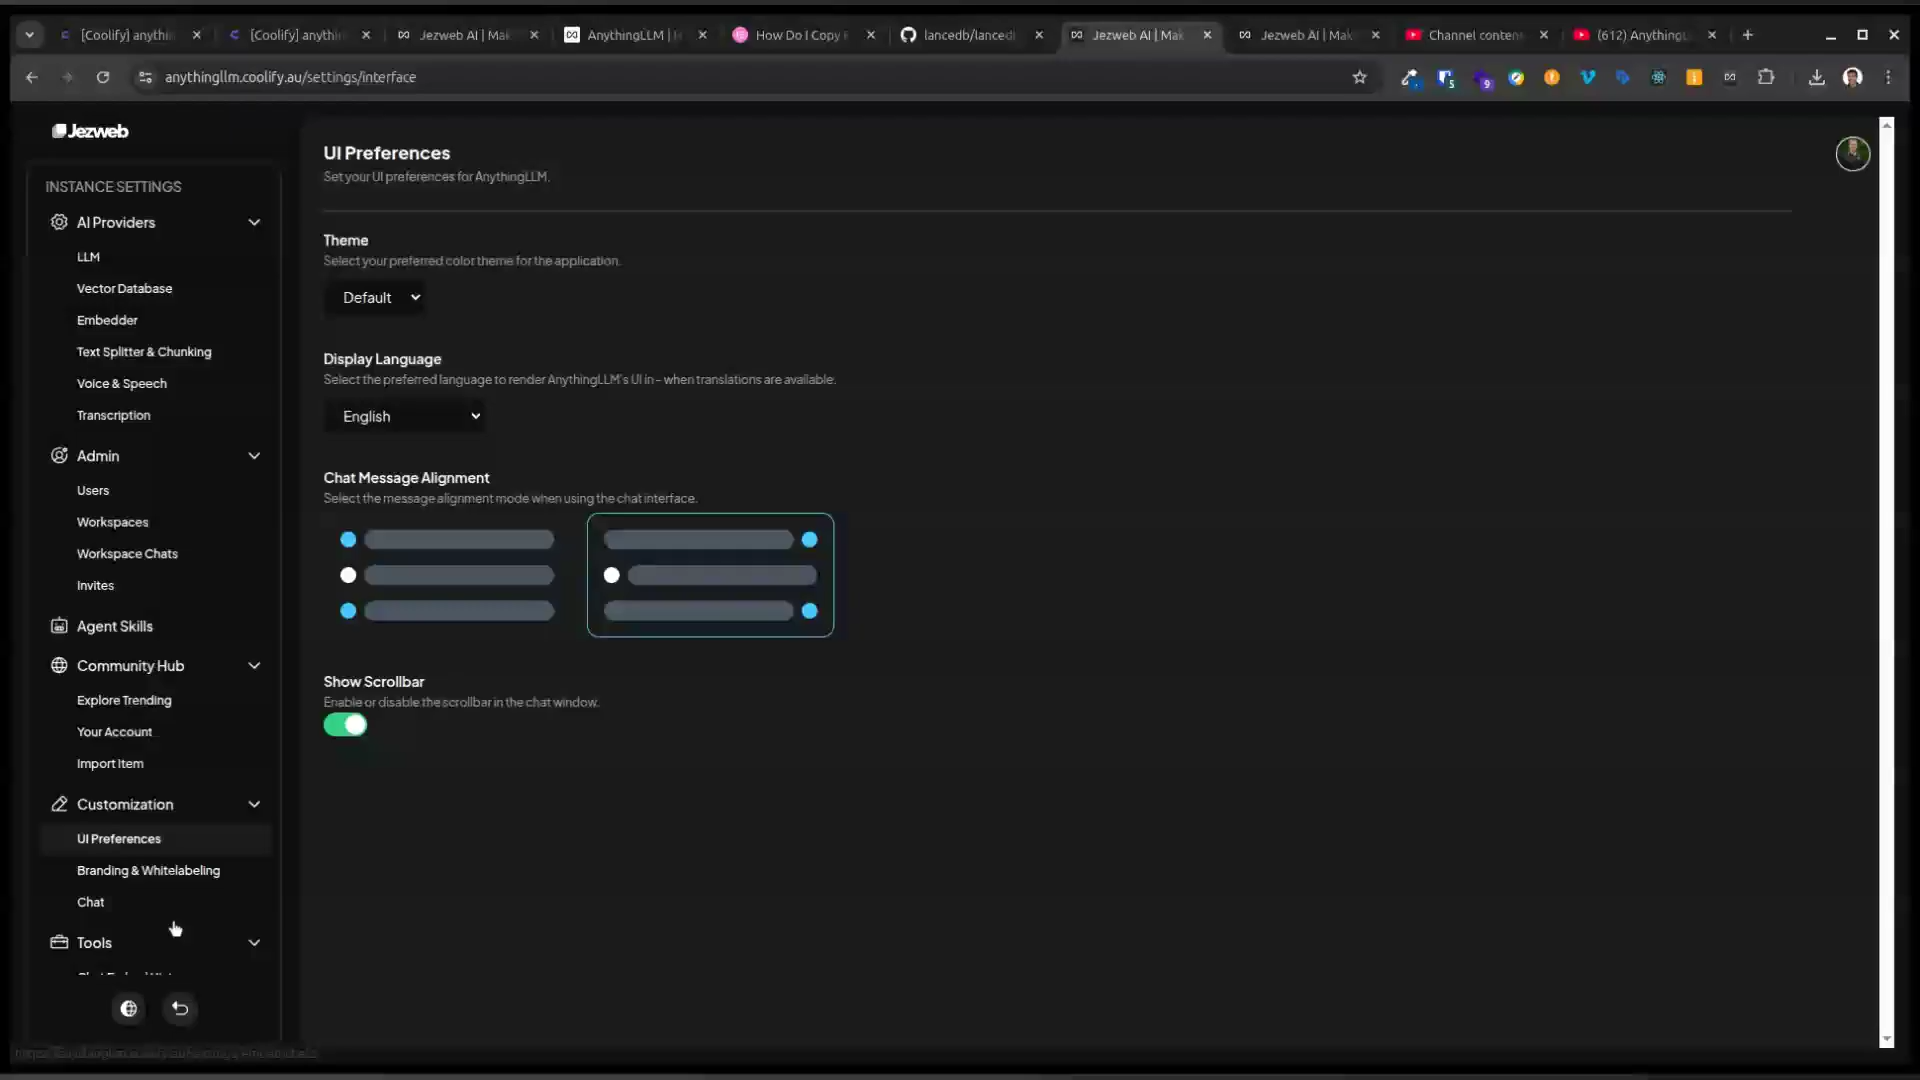 [Coolify] anythi
[Coolify] anythi
Jezweb AI | Mak
AnythingLLM |
How Do I Copy
lancedb/lanced
Jezweb AI | Mak
Jezweb AI | Mak
Channel conten
(612) Anything
anythingllm.coolify.au/settings/interface
5
9
Jezweb
INSTANCE SETTINGS
AI Providers
LLM
Vector Database
Embedder
Text Splitter & Chunking
Voice & Speech
Transcription
Admin
Users
Workspaces
Workspace Chats
Invites
Agent Skills
Community Hub
Explore Trending
Your Account
Import Item
Customization
UI Preferences
Branding & Whitelabeling
Chat
Tools
UI Preferences
Set your UI preferences for AnythingLLM.
Theme
Select your preferred color theme for the application.
Default
Display Language
Select the preferred language to render AnythingLLM's UI in - when translations are available.
English
Chat Message Alignment
Select the message alignment mode when using the chat interface.
Show Scrollbar
Enable or disable the scrollbar in the chat window.